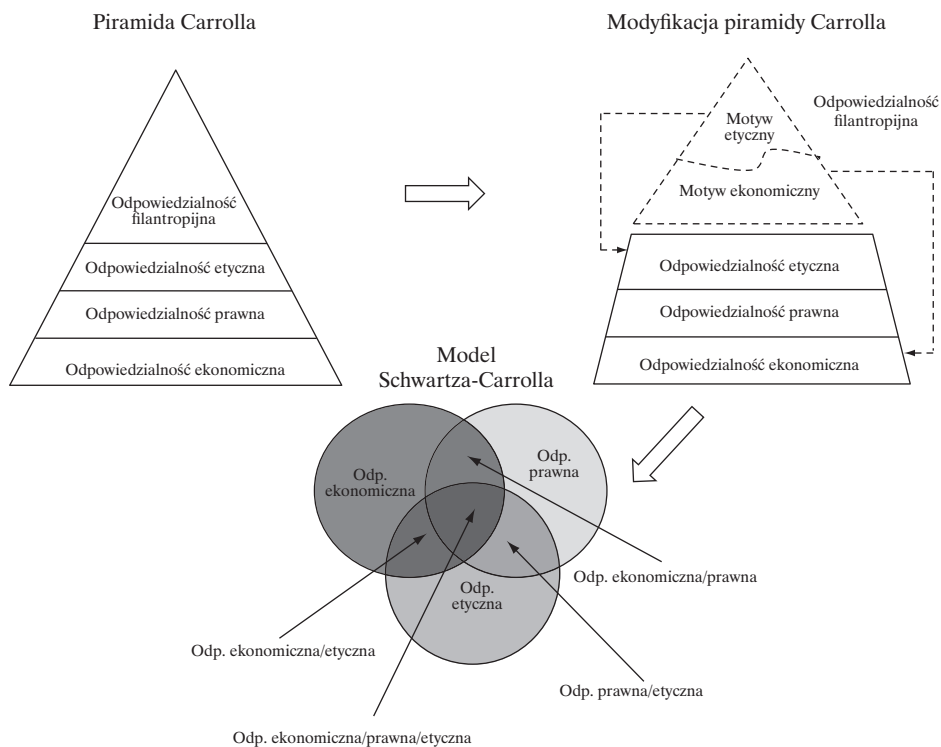 Piramida Carrolla
Odpowiedzialność
filantropijna
Odpowiedzialność etyczna
Odpowiedzialność prawna
Odpowiedzialność ekonomiczna
Modyfikacja piramidy Carrolla
Motyw
etyczny
Odpowiedzialność
filantropijna
Motyw ekonomiczny
Odpowiedzialność etyczna
Odpowiedzialność prawna
Odpowiedzialność ekonomiczna
Model
Schwartza-Carrolla
Odp.
ekonomiczna
Odp.
prawna
Odp.
etyczna
Odp. ekonomiczna/prawna
Odp. ekonomiczna/etyczna
Odp. prawna/etyczna
Odp. ekonomiczna/prawna/etyczna